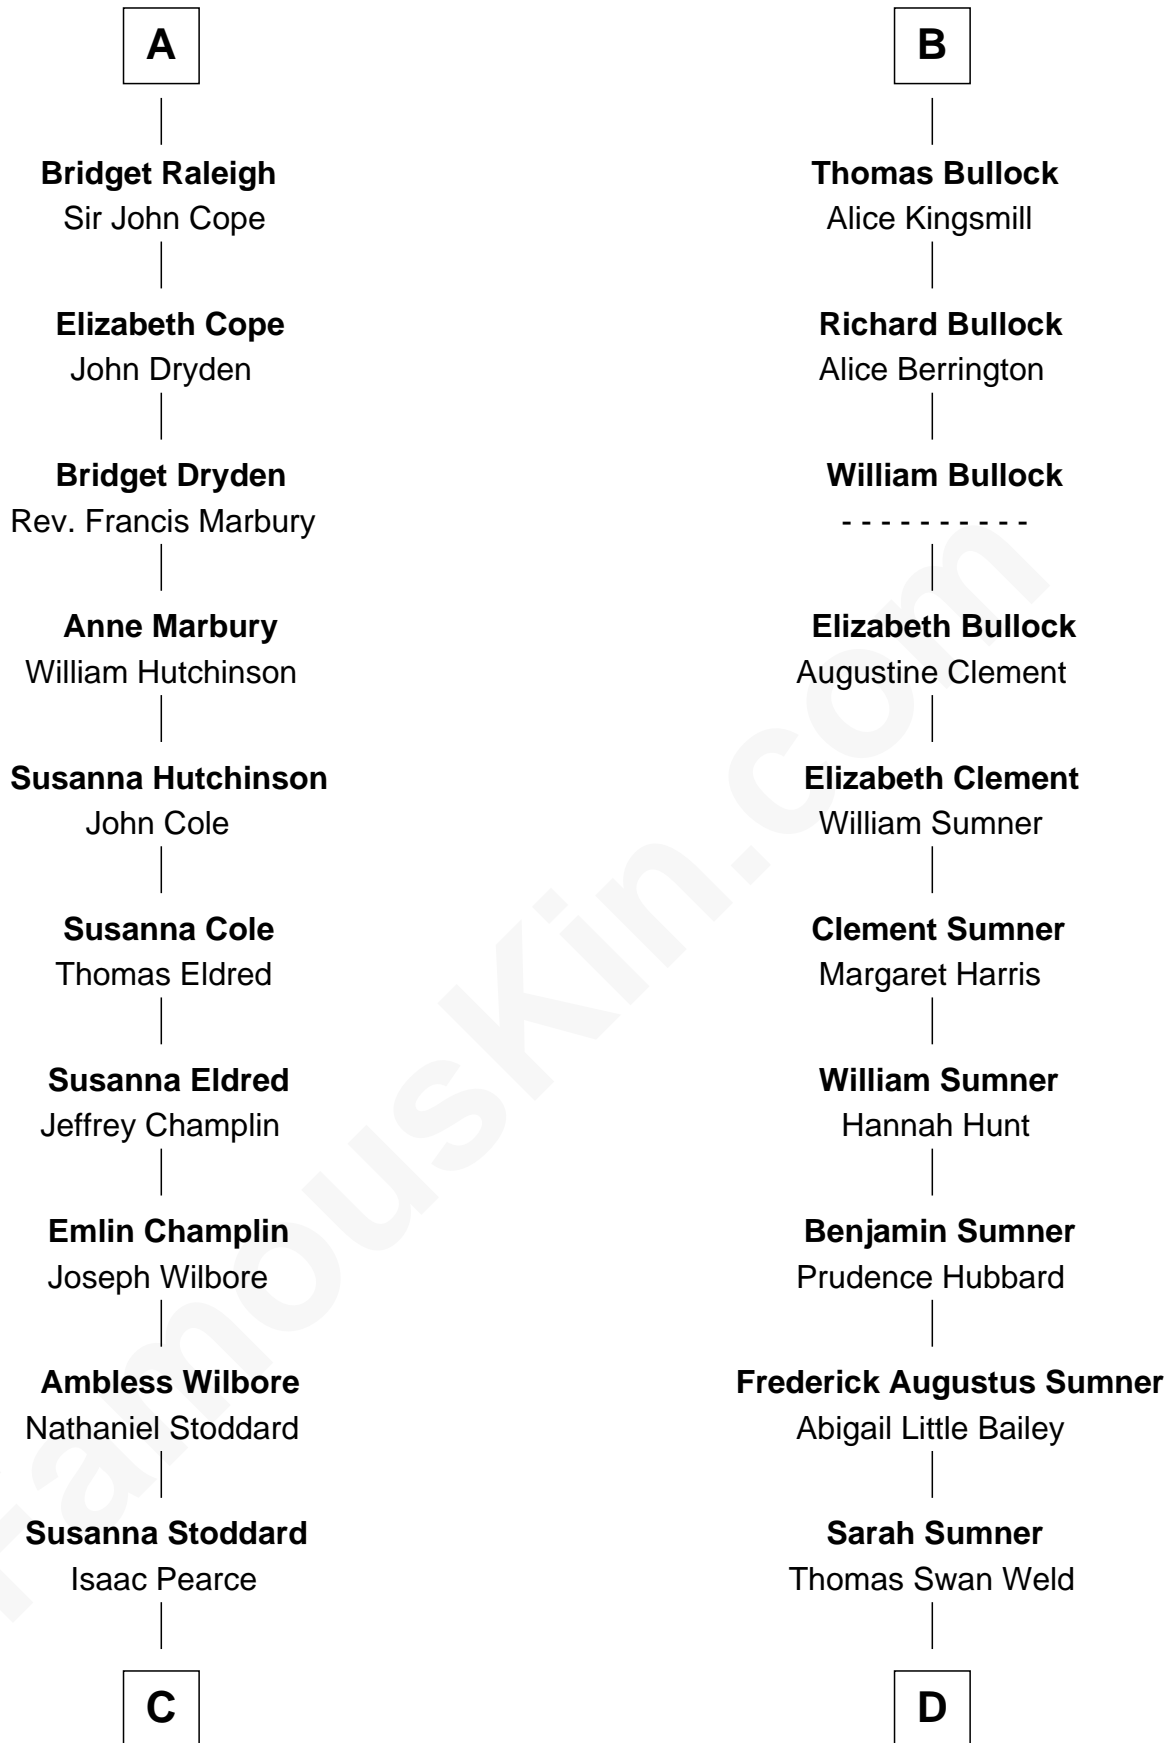 A
Bridget Raleigh
Sir John Cope
Elizabeth Cope
John Dryden
Bridget Dryden
Rev. Francis Marbury
Anne Marbury
William Hutchinson
Susanna Hutchinson
John Cole
Susanna Cole
Thomas Eldred
Susanna Eldred
Jeffrey Champlin
Emlin Champlin
Joseph Wilbore
Ambless Wilbore
Nathaniel Stoddard
Susanna Stoddard
Isaac Pearce
C
B
Thomas Bullock
Alice Kingsmill
Richard Bullock
Alice Berrington
William Bullock
- - - - - - - - - -
Elizabeth Bullock
Augustine Clement
Elizabeth Clement
William Sumner
Clement Sumner
Margaret Harris
William Sumner
Hannah Hunt
Benjamin Sumner
Prudence Hubbard
Frederick Augustus Sumner
Abigail Little Bailey
Sarah Sumner
Thomas Swan Weld
D
FamousKin.com